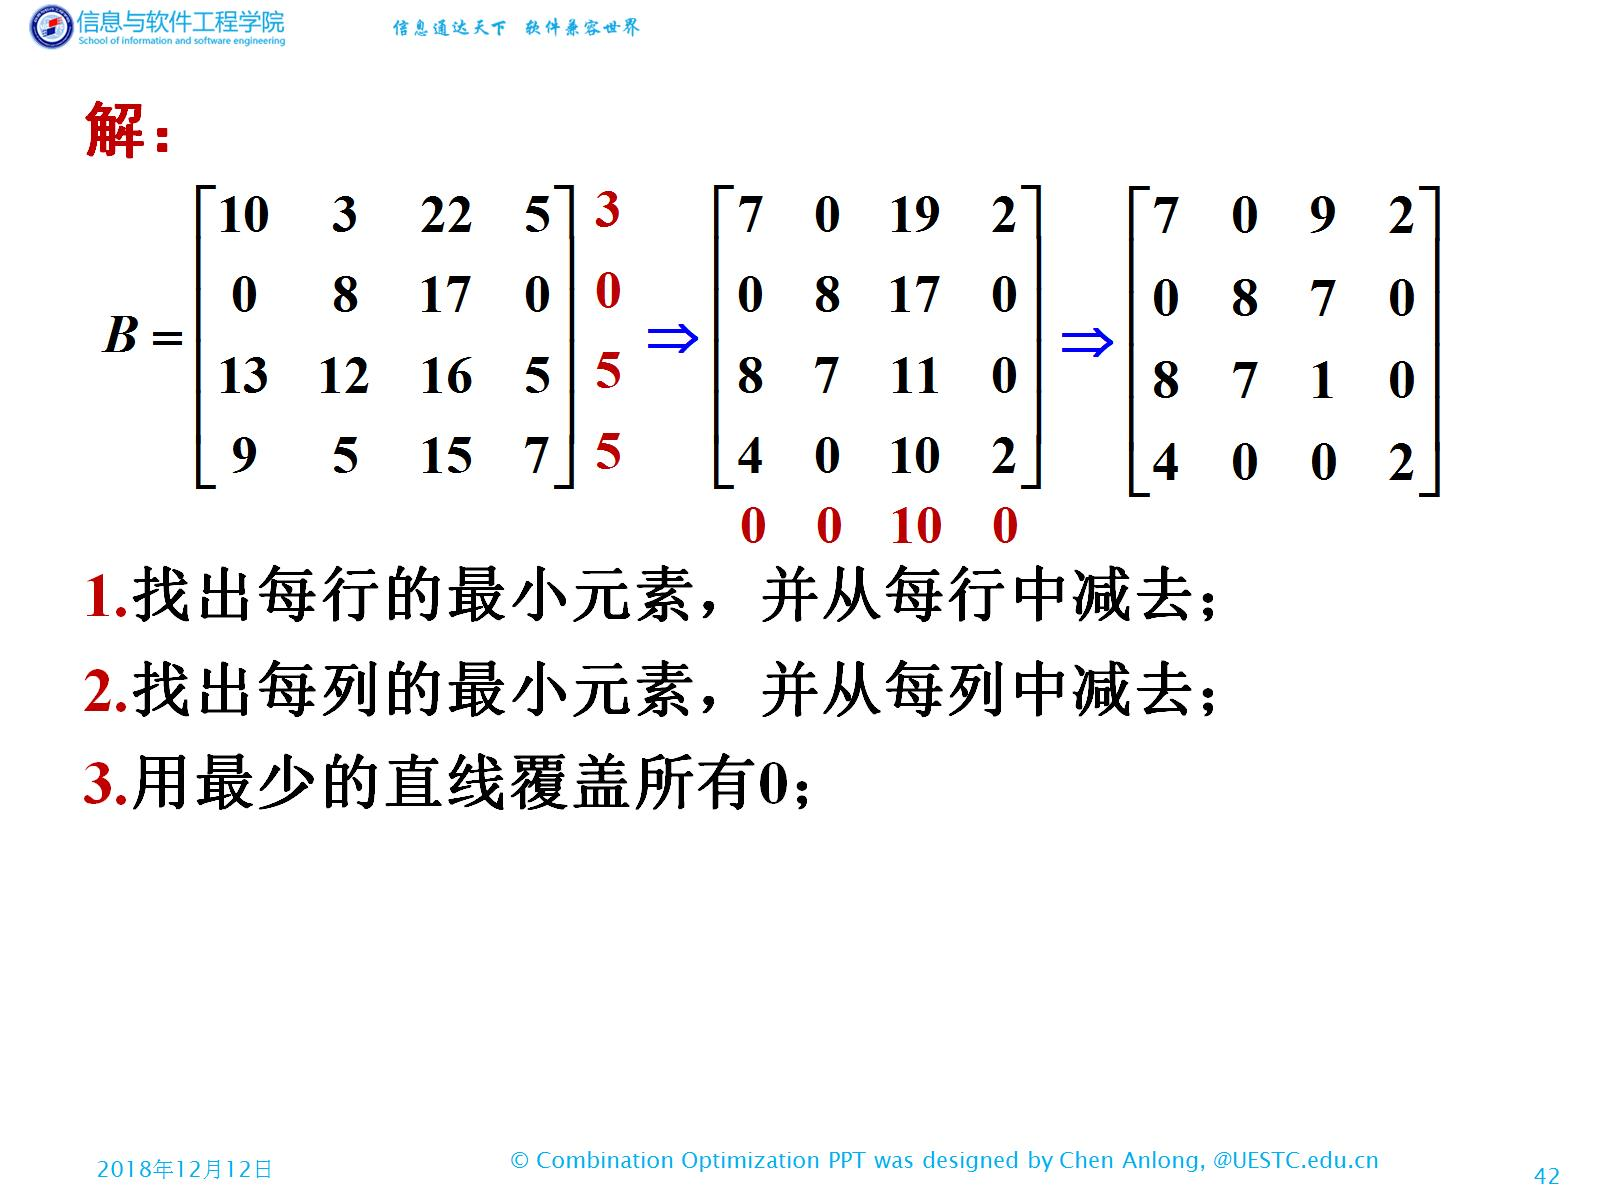 信息与软件工程学院
School of information and software engineering
信息通达天下 软件兼容世界
解：
10 3 22 5 3 7 0 19 2 7 0 9 2
0 8 17 0 0 0 8 17 0 0 8 7 0
B = ⇒ ⇒
13 12 16 5 5 8 7 11 0 8 7 1 0
9 5 15 7 5 4 0 10 2 4 0 0 2
0 0 10 0
1.找出每行的最小元素，并从每行中减去；
2.找出每列的最小元素，并从每列中减去；
3.用最少的直线覆盖所有0；
2018年12月12日
© Combination Optimization PPT was designed by Chen Anlong, @UESTC.edu.cn
42